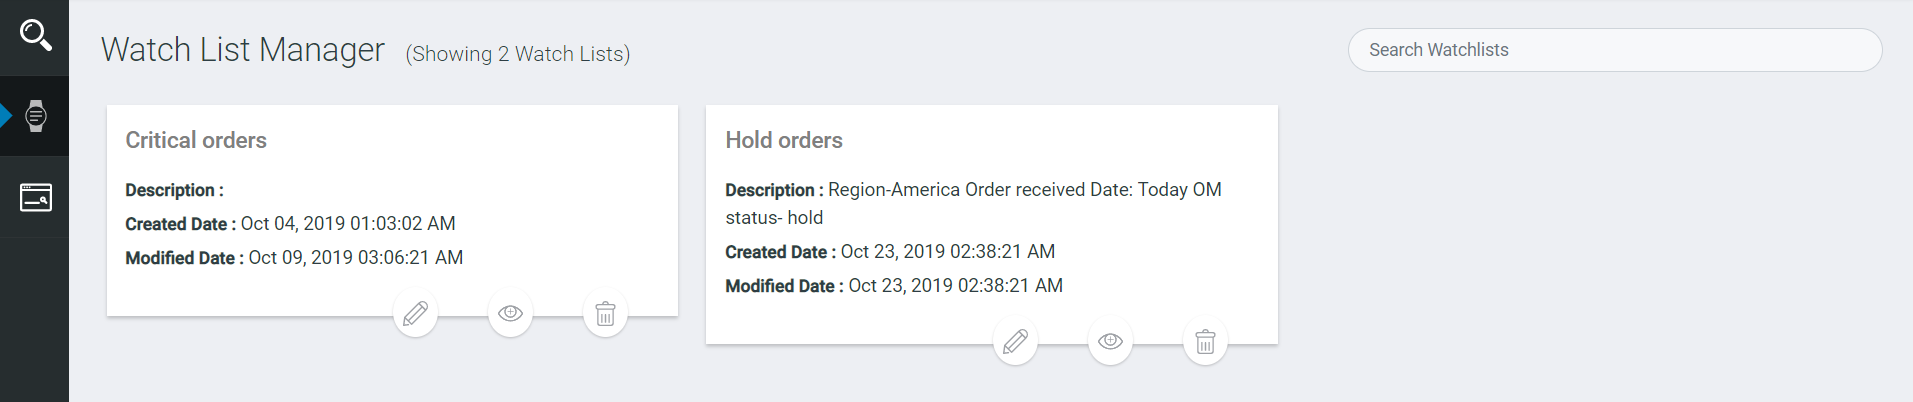 Watch List Manager (Showing 2 Watch Lists)
Search Watchlists
Critical orders
Description :
Created Date : Oct 04, 2019 01:03:02 AM
Modified Date : Oct 09, 2019 03:06:21 AM
Hold orders
Description : Region-America Order received Date: Today OM
status- hold
Created Date : Oct 23, 2019 02:38:21 AM
Modified Date : Oct 23, 2019 02:38:21 AM